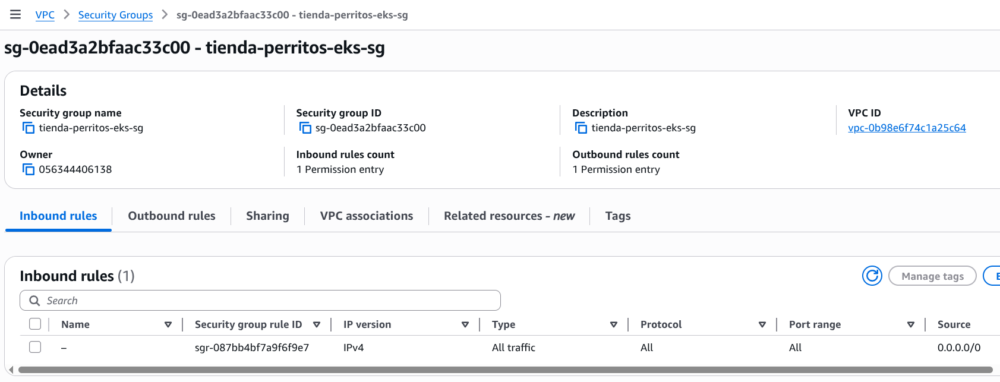 VPC > Security Groups > sg-0ead3a2bfaac33c00 - tienda-perritos-eks-sg
sg-0ead3a2bfaac33c00 - tienda-perritos-eks-sg
Details
Security group name Security group ID Description VPC ID
tienda-perritos-eks-sg sg-0ead3a2bfaac33c00 tienda-perritos-eks-sg vpc-0b98e6f74c1a25c64
Owner Inbound rules count Outbound rules count
056344406138 1 Permission entry 1 Permission entry
Inbound rules Outbound rules Sharing VPC associations Related resources - new Tags
Inbound rules (1) Manage tags
Search
Name Security group rule ID IP version Type Protocol Port range Source
– sgr-087bb4bf7a9f6f9e7 IPv4 All traffic All All 0.0.0.0/0